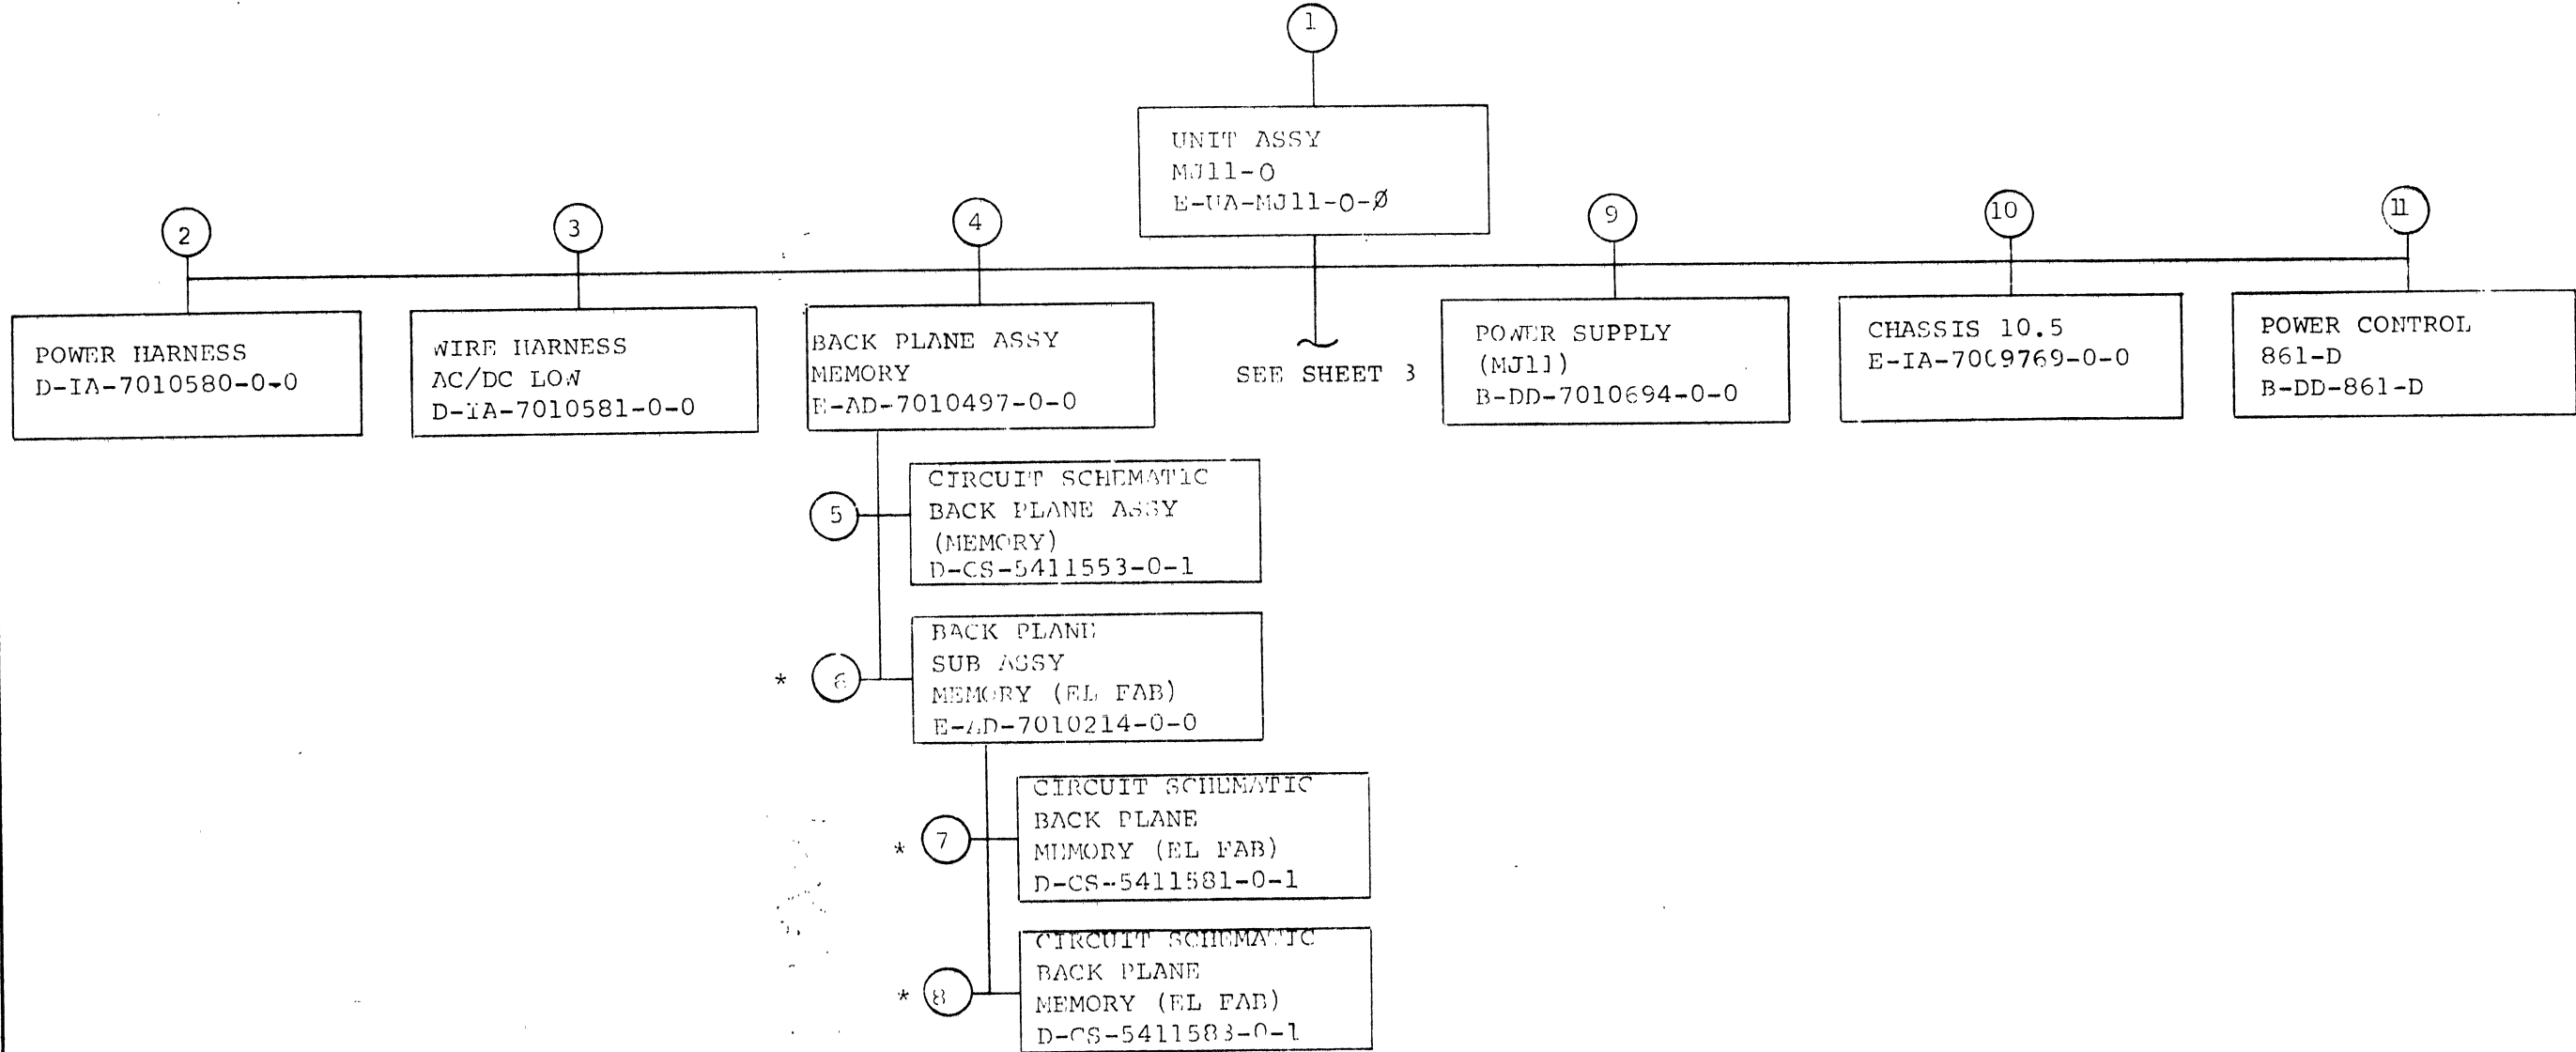 1
UNIT ASSY
MJ11-0
E-UA-MJ11-0-Ø
2
3
4
9
10
11
POWER HARNESS
D-IA-7010580-0-0
WIRE HARNESS
AC/DC LOW
D-IA-7010581-0-0
BACK PLANE ASSY
MEMORY
E-AD-7010497-0-0
SEE SHEET 3
POWER SUPPLY
(MJ11)
B-DD-7010694-0-0
CHASSIS 10.5
E-IA-7009769-0-0
POWER CONTROL
861-D
B-DD-861-D
5
CIRCUIT SCHEMATIC
BACK PLANE ASSY
(MEMORY)
D-CS-5411553-0-1
* 6
BACK PLANE
SUB ASSY
MEMORY (EL FAB)
E-AD-7010214-0-0
* 7
CIRCUIT SCHEMATIC
BACK PLANE
MEMORY (EL FAB)
D-CS-5411581-0-1
* 8
CIRCUIT SCHEMATIC
BACK PLANE
MEMORY (EL FAB)
D-CS-5411583-0-1